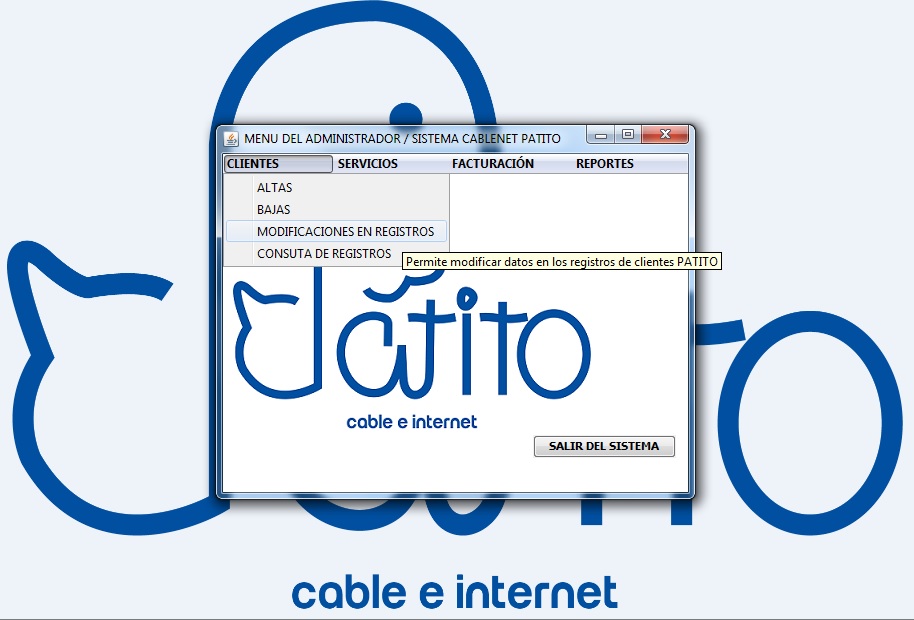 MENU DEL ADMINISTRADOR / SISTEMA CABLENET PATITO
CLIENTES SERVICIOS FACTURACIÓN REPORTES
ALTAS
BAJAS
MODIFICACIONES EN REGISTROS
CONSUTA DE REGISTROS
Permite modificar datos en los registros de clientes PATITO
Patito
cable e internet
SALIR DEL SISTEMA
cable e internet